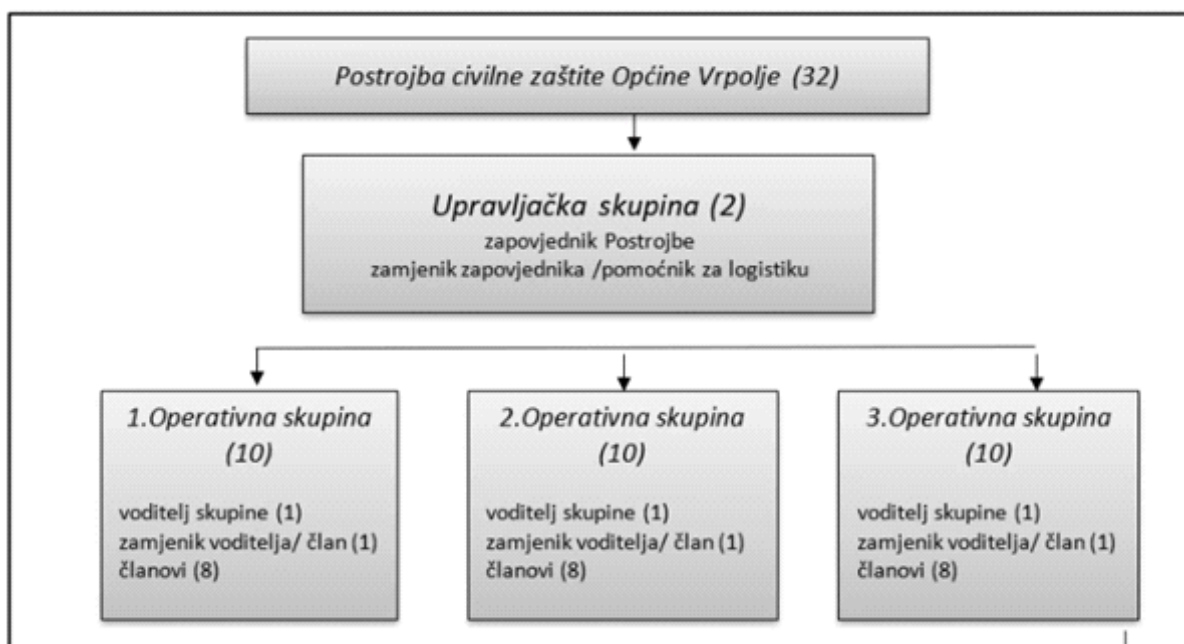 Postrojba civilne zaštite Općine Vrpolje (32)
Upravljačka skupina (2)
zapovjednik Postrojbe
zamjenik zapovjednika /pomoćnik za logistiku
1.Operativna skupina
(10)
voditelj skupine (1)
zamjenik voditelja/ član (1)
članovi (8)
2.Operativna skupina
(10)
voditelj skupine (1)
zamjenik voditelja/ član (1)
članovi (8)
3.Operativna skupina
(10)
voditelj skupine (1)
zamjenik voditelja/ član (1)
članovi (8)